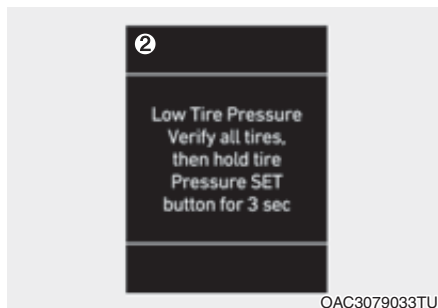 ❷
Low Tire Pressure
Verify all tires,
then hold tire
Pressure SET
button for 3 sec
OAC3079033TU